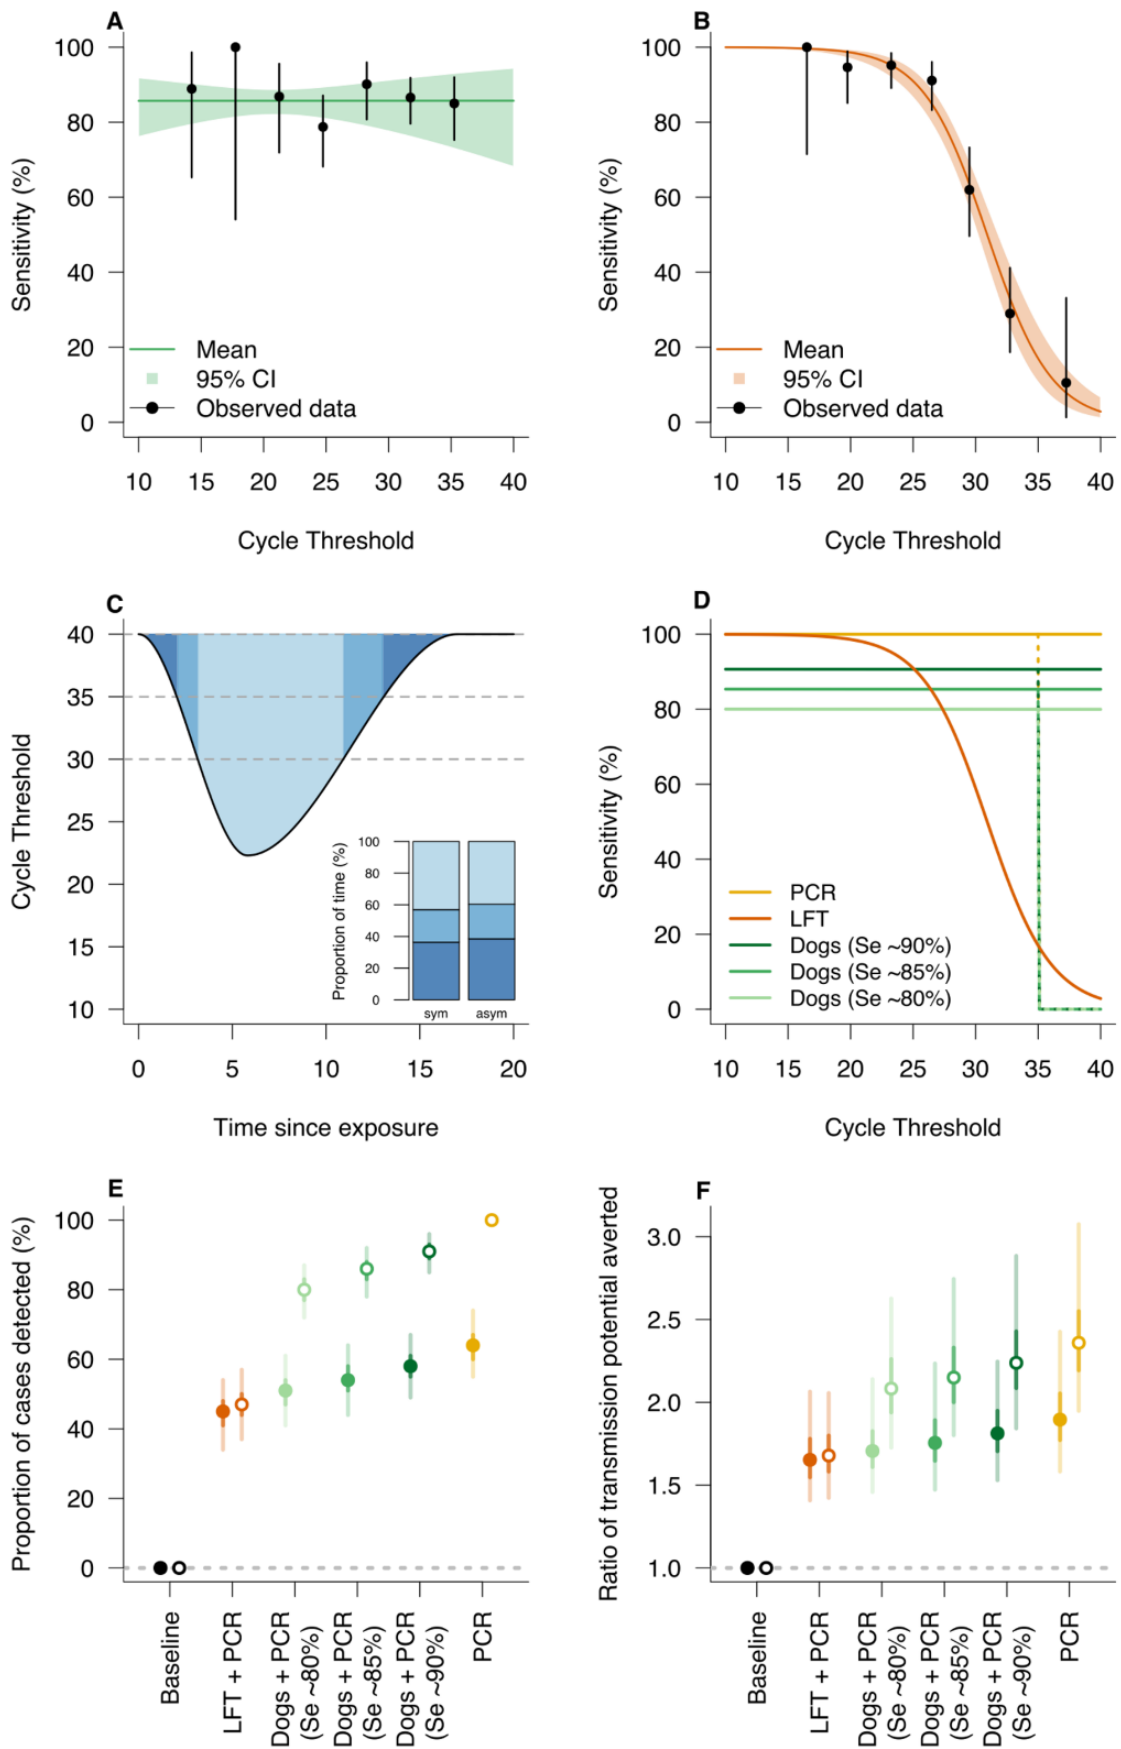 A
100
80
60
40
20
0
Sensitivity (%)
Mean
95% CI
Observed data
10 15 20 25 30 35 40
Cycle Threshold
B
100
80
60
40
20
0
Sensitivity (%)
Mean
95% CI
Observed data
10 15 20 25 30 35 40
Cycle Threshold
C
40
35
30
25
20
15
10
Cycle Threshold
100
80
60
40
20
0
Proportion of time (%)
sym asym
0 5 10 15 20
Time since exposure
D
100
80
60
40
20
0
Sensitivity (%)
PCR
LFT
Dogs (Se ~90%)
Dogs (Se ~85%)
Dogs (Se ~80%)
10 15 20 25 30 35 40
Cycle Threshold
E
100
80
60
40
20
0
Proportion of cases detected (%)
Baseline
LFT + PCR
Dogs + PCR
(Se ~80%)
Dogs + PCR
(Se ~85%)
Dogs + PCR
(Se ~90%)
PCR
F
3.0
2.5
2.0
1.5
1.0
Ratio of transmission potential averted
Baseline
LFT + PCR
Dogs + PCR
(Se ~80%)
Dogs + PCR
(Se ~85%)
Dogs + PCR
(Se ~90%)
PCR